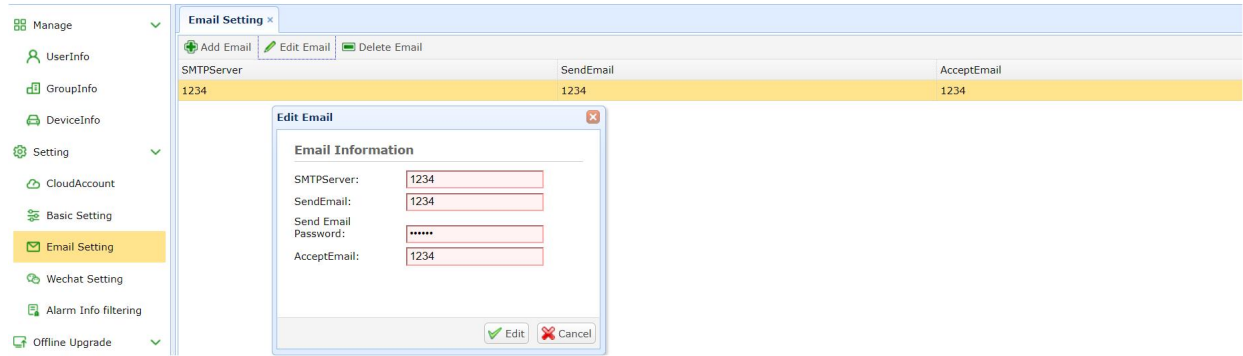 Manage
UserInfo
GroupInfo
DeviceInfo
Setting
CloudAccount
Basic Setting
Email Setting
Wechat Setting
Alarm Info filtering
Offline Upgrade
Email Setting ×
Add Email Edit Email Delete Email
SMTPServer SendEmail AcceptEmail
1234 1234 1234
Edit Email
Email Information
SMTPServer: 1234
SendEmail: 1234
Send Email
Password: ••••••
AcceptEmail: 1234
Edit Cancel